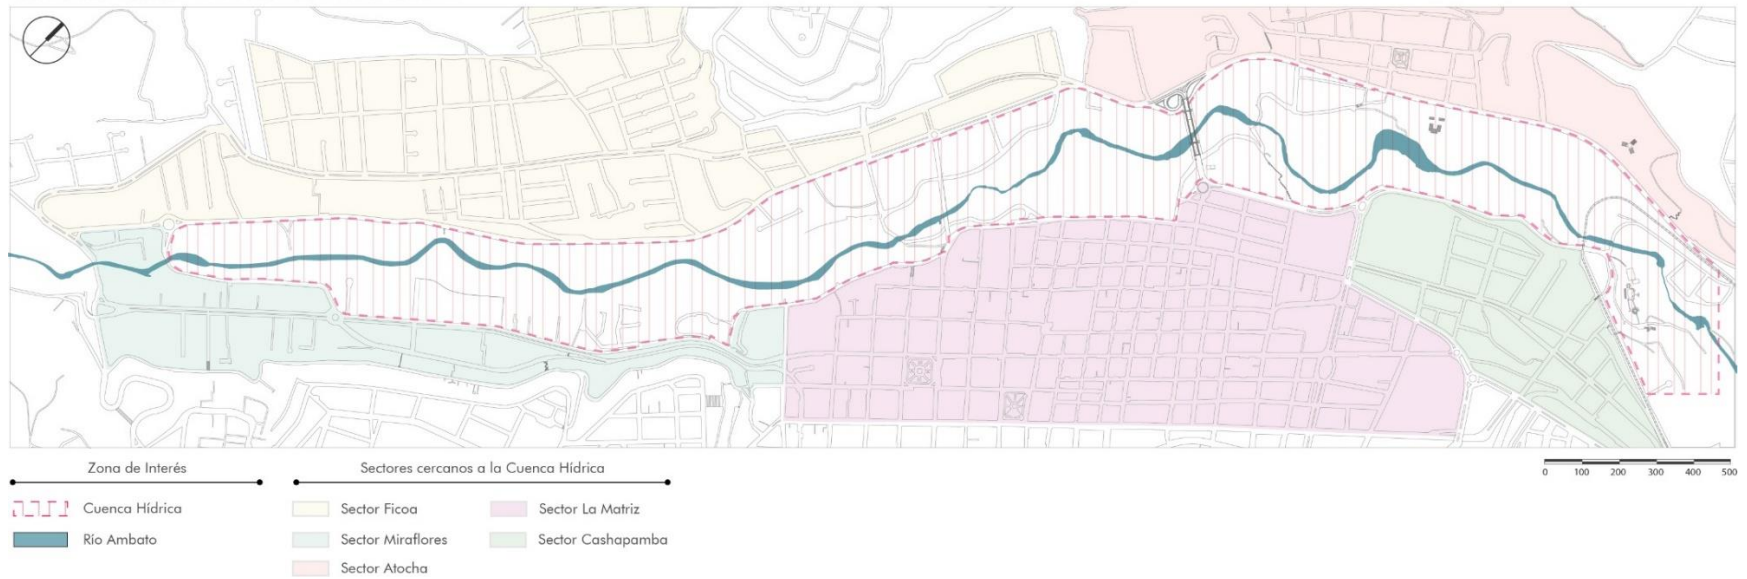 Zona de Interés
Sectores cercanos a la Cuenca Hídrica
Cuenca Hídrica
Río Ambato
Sector Ficoa
Sector La Matriz
Sector Miraflores
Sector Cashapamba
Sector Atocha
0 100 200 300 400 500